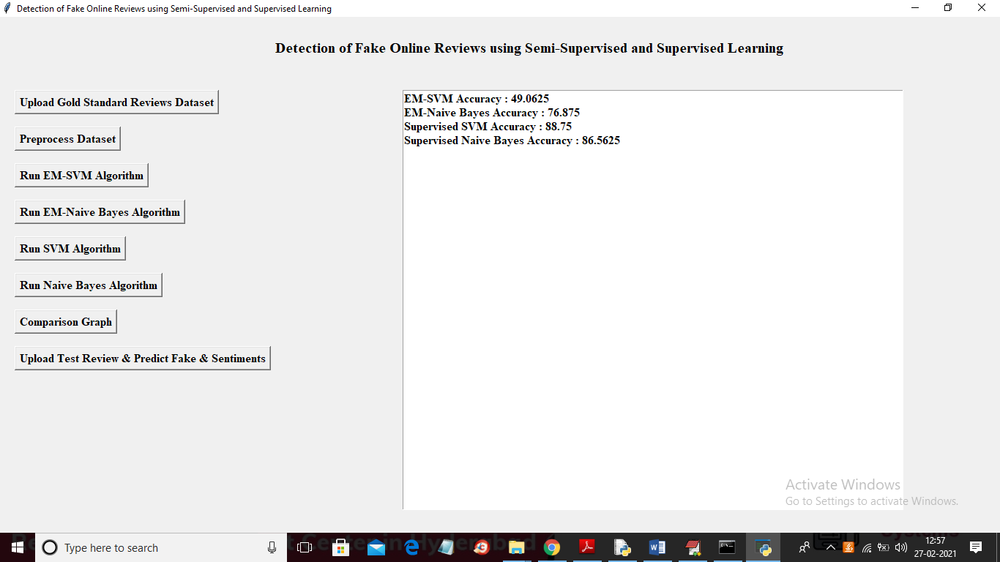 Detection of Fake Online Reviews using Semi-Supervised and Supervised Learning
Detection of Fake Online Reviews using Semi-Supervised and Supervised Learning
Upload Gold Standard Reviews Dataset
Preprocess Dataset
Run EM-SVM Algorithm
Run EM-Naive Bayes Algorithm
Run SVM Algorithm
Run Naive Bayes Algorithm
Comparison Graph
Upload Test Review & Predict Fake & Sentiments
EM-SVM Accuracy : 49.0625
EM-Naive Bayes Accuracy : 76.875
Supervised SVM Accuracy : 88.75
Supervised Naive Bayes Accuracy : 86.5625
Activate Windows
Go to Settings to activate Windows.
Type here to search
12:57
27-02-2021